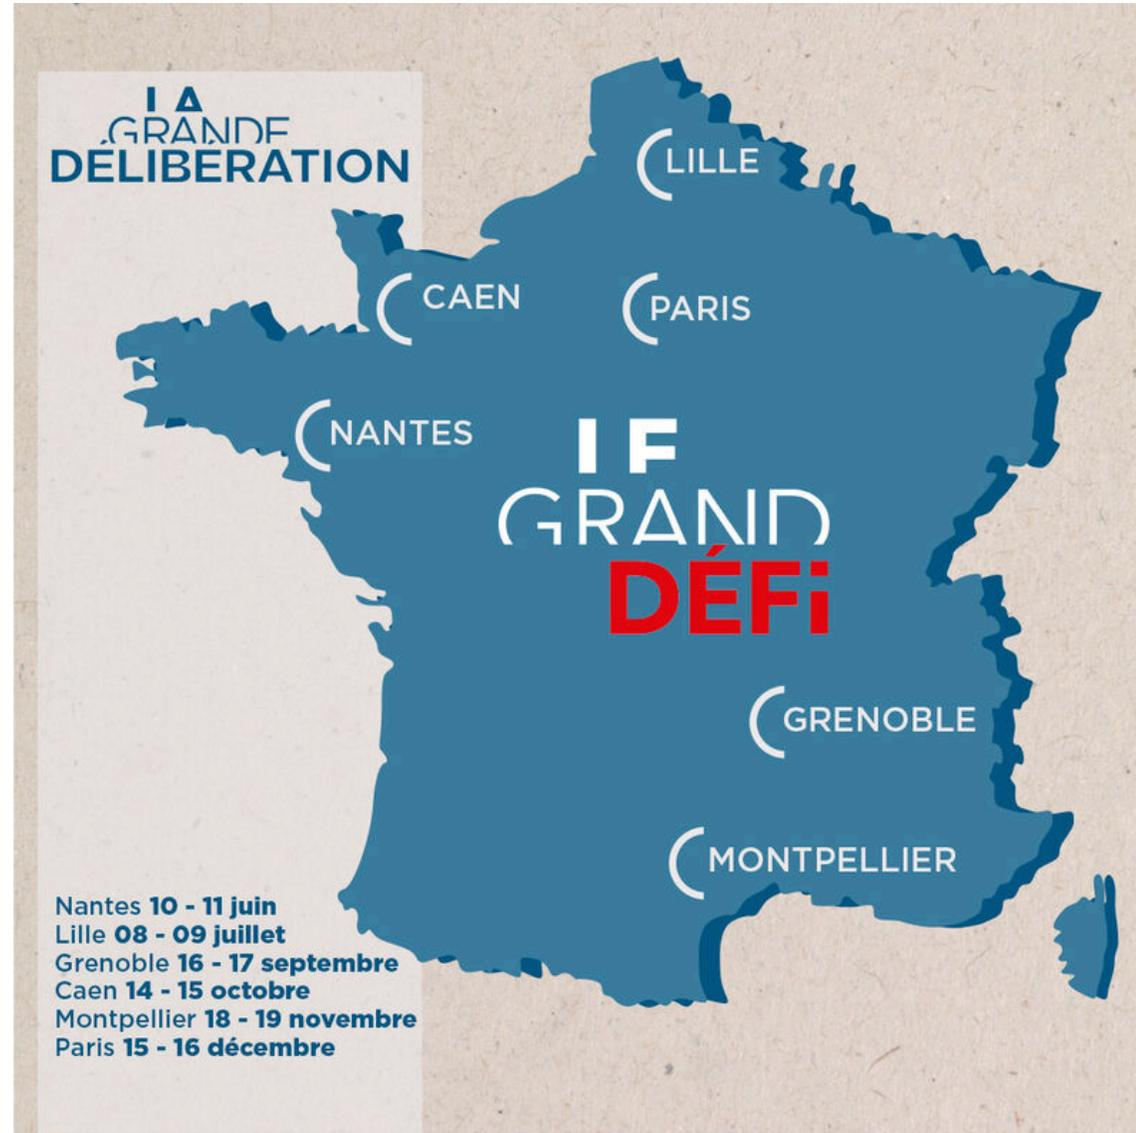 LA
GRANDE
DÉLIBÉRATION
LILLE
CAEN
PARIS
NANTES
LE
GRAND
DÉFi
GRENOBLE
MONTPELLIER
Nantes 10 - 11 juin
Lille 08 - 09 juillet
Grenoble 16 - 17 septembre
Caen 14 - 15 octobre
Montpellier 18 - 19 novembre
Paris 15 - 16 décembre